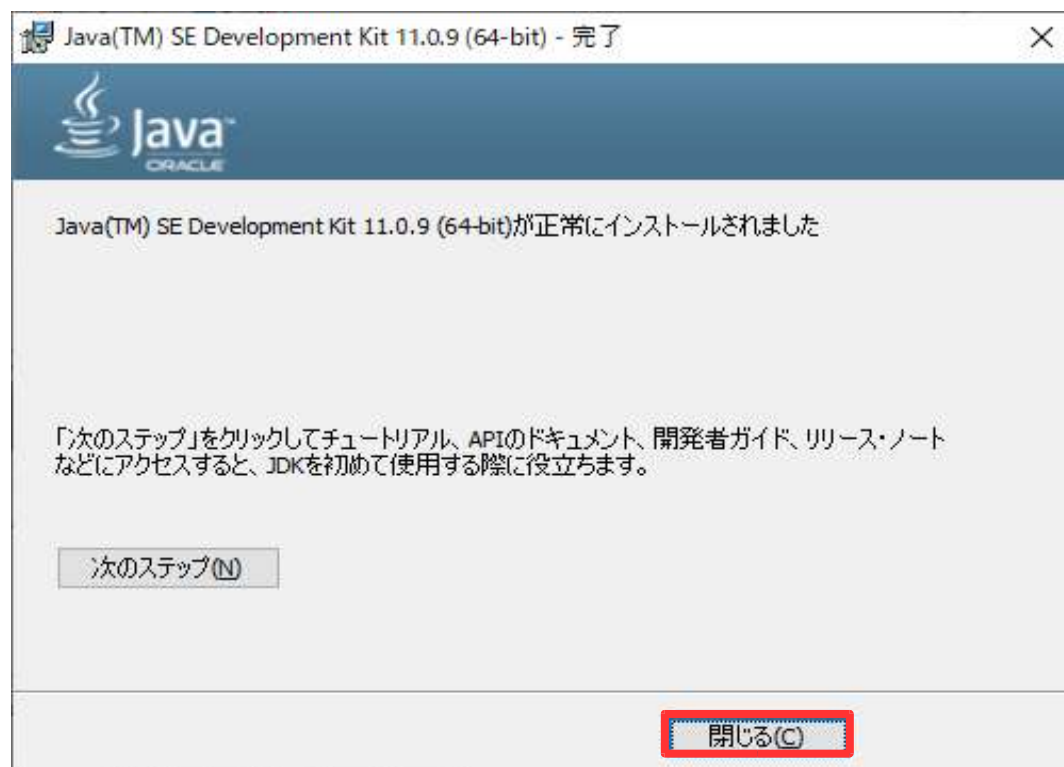 Java(TM) SE Development Kit 11.0.9 (64-bit) - 完了
Java™
ORACLE
Java(TM) SE Development Kit 11.0.9 (64-bit)が正常にインストールされました
「次のステップ」をクリックしてチュートリアル、APIのドキュメント、開発者ガイド、リリース・ノート
などにアクセスすると、JDKを初めて使用する際に役立ちます。
次のステップ(N)
閉じる(C)